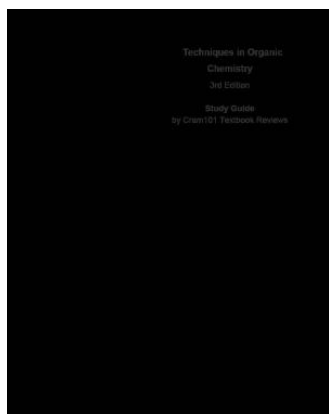 Techniques in Organic
Chemistry
3rd Edition
Study Guide
by Cram101 Textbook Reviews